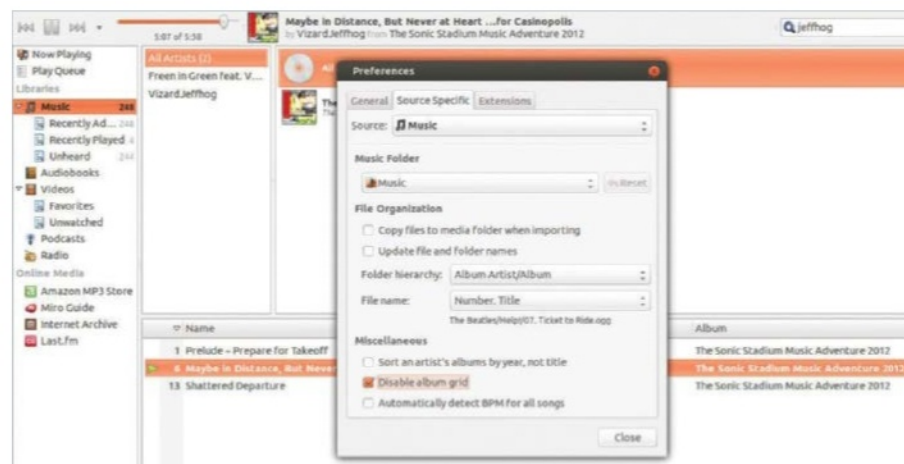 Maybe in Distance, But Never at Heart ...for Casinopolis
5:07 of 5:38
by VizardJeffhog from The Sonic Stadium Music Adventure 2012
jeffhog
Now Playing
Play Queue
Libraries
Music 248
Recently Ad... 248
Recently Played 4
Unheard 244
Audiobooks
Videos
Favorites
Unwatched
Podcasts
Radio
Online Media
Amazon MP3 Store
Miro Guide
Internet Archive
Last.fm
All Artists (2)
Freen in Green feat. V...
VizardJeffhog
Preferences
General Source Specific Extensions
Source: Music
Music Folder
Music Reset
File Organization
Copy files to media folder when importing
Update file and folder names
Folder hierarchy: Album Artist/Album
File name: Number. Title
The Beatles/Help!/07. Ticket to Ride.ogg
Miscellaneous
Sort an artist's albums by year, not title
Disable album grid
Automatically detect BPM for all songs
Close
Name Album
1 Prelude – Prepare for Takeoff The Sonic Stadium Music Adventure 2012
6 Maybe in Distance, But Never The Sonic Stadium Music Adventure 2012
13 Shattered Departure The Sonic Stadium Music Adventure 2012